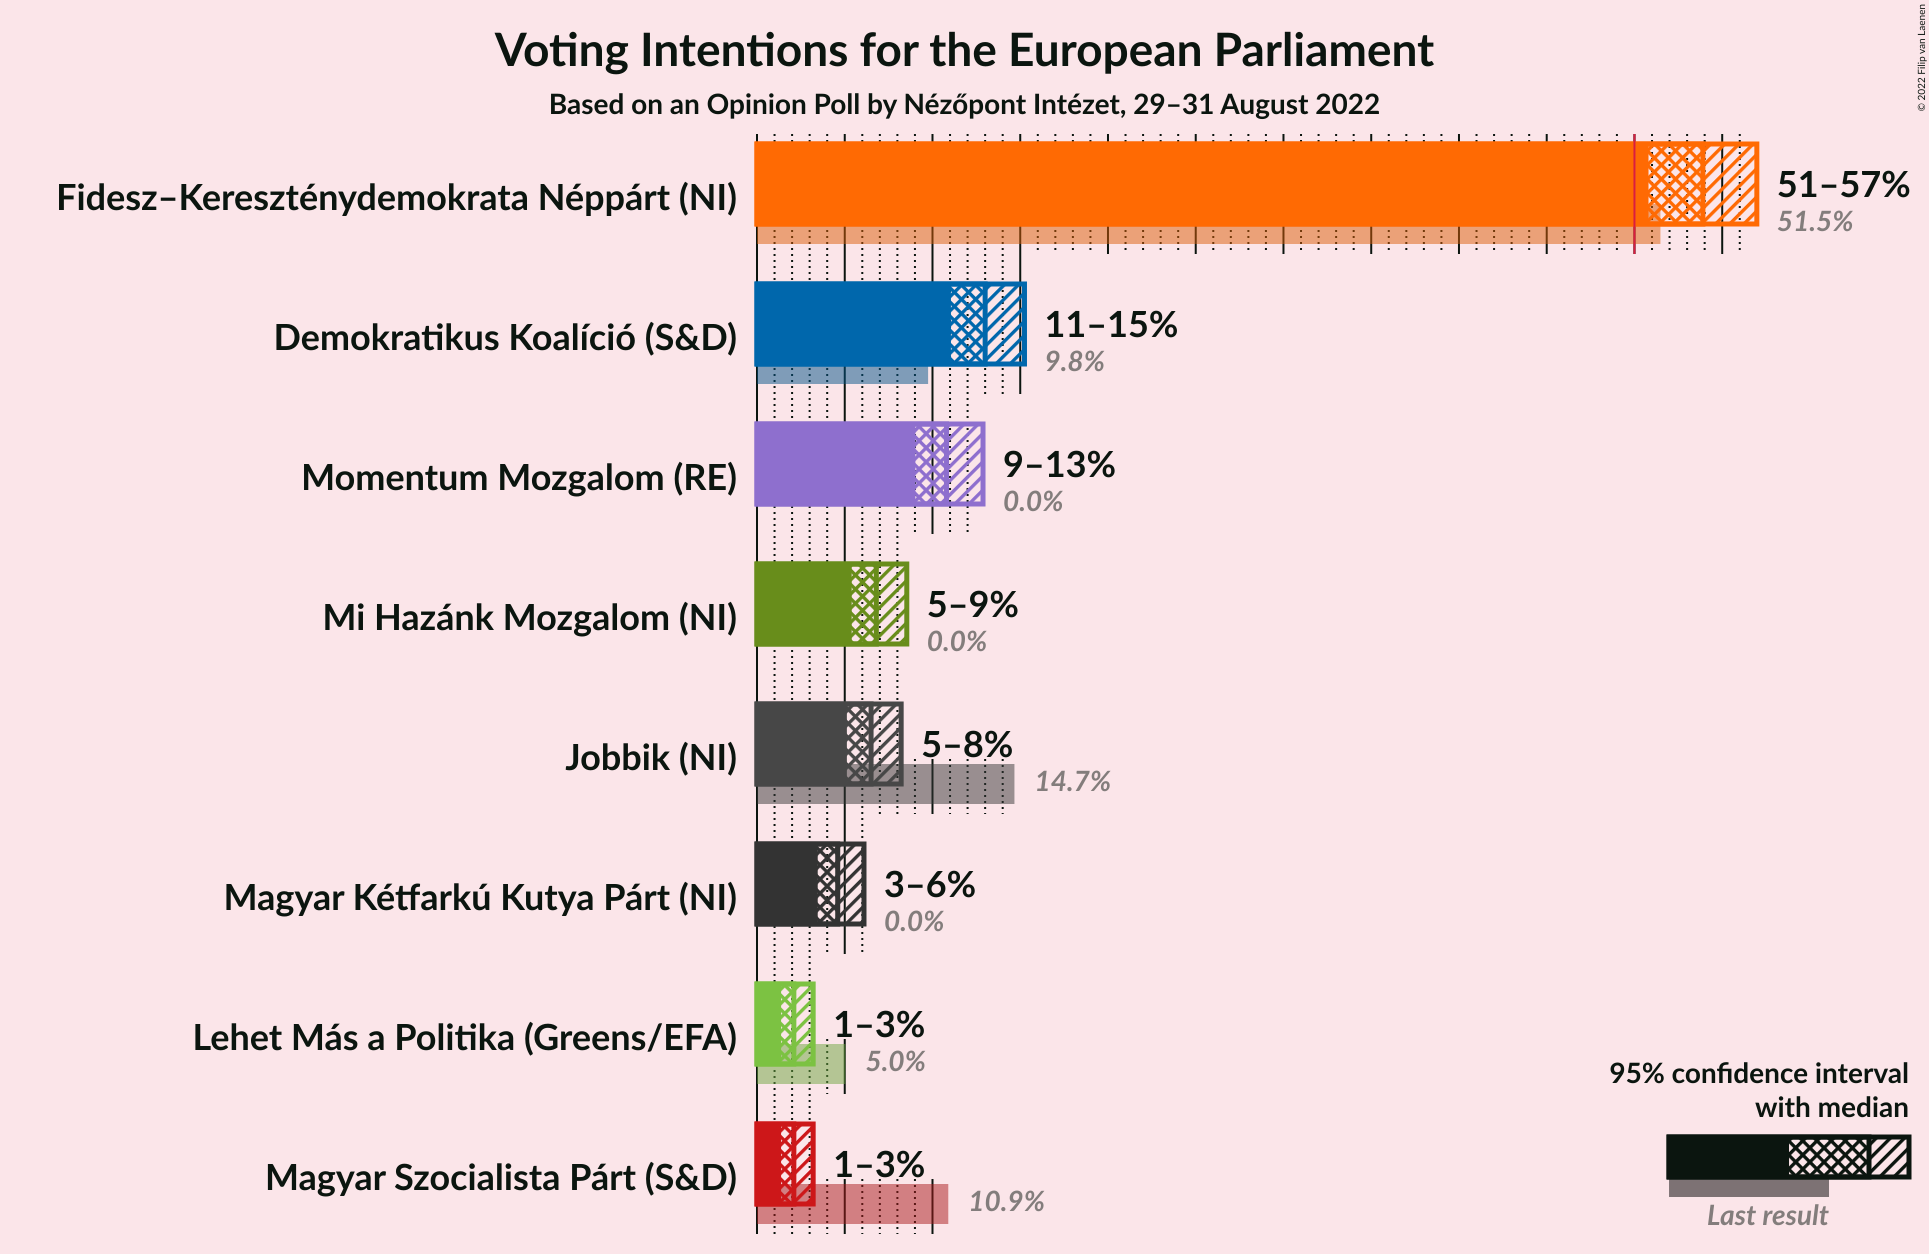 Voting Intentions for the European Parliament
Based on an Opinion Poll by Nézőpont Intézet, 29–31 August 2022
© 2022 Filip van Laenen
Fidesz–Kereszténydemokrata Néppárt (NI)
51–57%
51.5%
Demokratikus Koalíció (S&D)
11–15%
9.8%
Momentum Mozgalom (RE)
9–13%
0.0%
Mi Hazánk Mozgalom (NI)
5–9%
0.0%
Jobbik (NI)
5–8%
14.7%
Magyar Kétfarkú Kutya Párt (NI)
3–6%
0.0%
Lehet Más a Politika (Greens/EFA)
1–3%
5.0%
Magyar Szocialista Párt (S&D)
1–3%
10.9%
95% confidence interval
with median
Last result